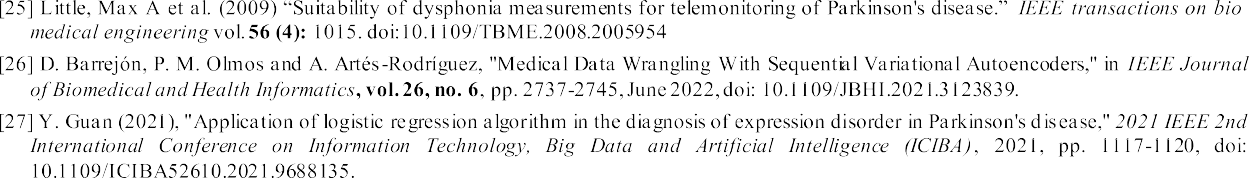 [25] Little, Max A et al. (2009) “Suitability of dysphonia measurements for telemonitoring of Parkinson's disease.” IEEE transactions on bio
medical engineering vol. 56 (4): 1015. doi:10.1109/TBME.2008.2005954
[26] D. Barrejón, P. M. Olmos and A. Artés-Rodríguez, "Medical Data Wrangling With Sequential Variational Autoencoders," in IEEE Journal
of Biomedical and Health Informatics, vol. 26, no. 6, pp. 2737-2745, June 2022, doi: 10.1109/JBHI.2021.3123839.
[27] Y. Guan (2021), "Application of logistic regression algorithm in the diagnosis of expression disorder in Parkinson's disease," 2021 IEEE 2nd
International Conference on Information Technology, Big Data and Artificial Intelligence (ICIBA), 2021, pp. 1117-1120, doi:
10.1109/ICIBA52610.2021.9688135.